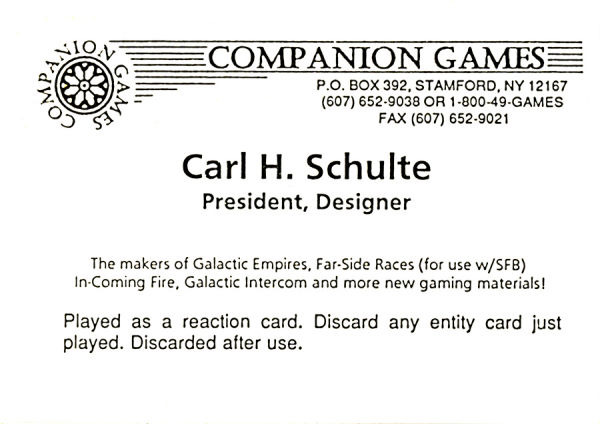 COMPANION GAMES
COMPANION GAMES
P.O. BOX 392, STAMFORD, NY 12167
(607) 652-9038 OR 1-800-49-GAMES
FAX (607) 652-9021
Carl H. Schulte
President, Designer
The makers of Galactic Empires, Far-Side Races (for use w/SFB)
In-Coming Fire, Galactic Intercom and more new gaming materials!
Played as a reaction card. Discard any entity card just
played. Discarded after use.